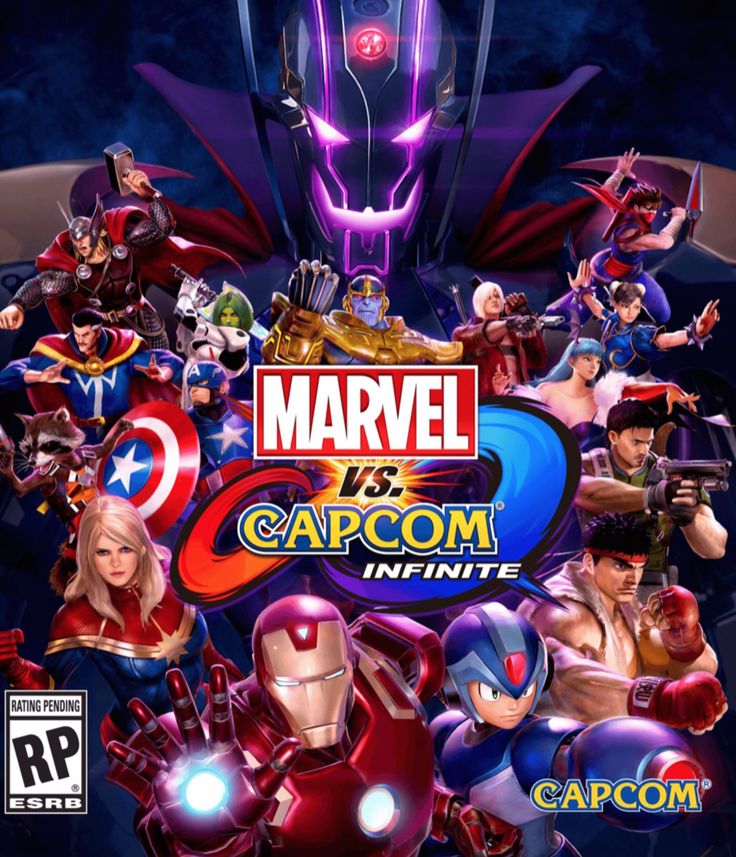 MARVEL
VS.
CAPCOM®
INFINITE
RATING PENDING
RP
®
ESRB
CAPCOM®